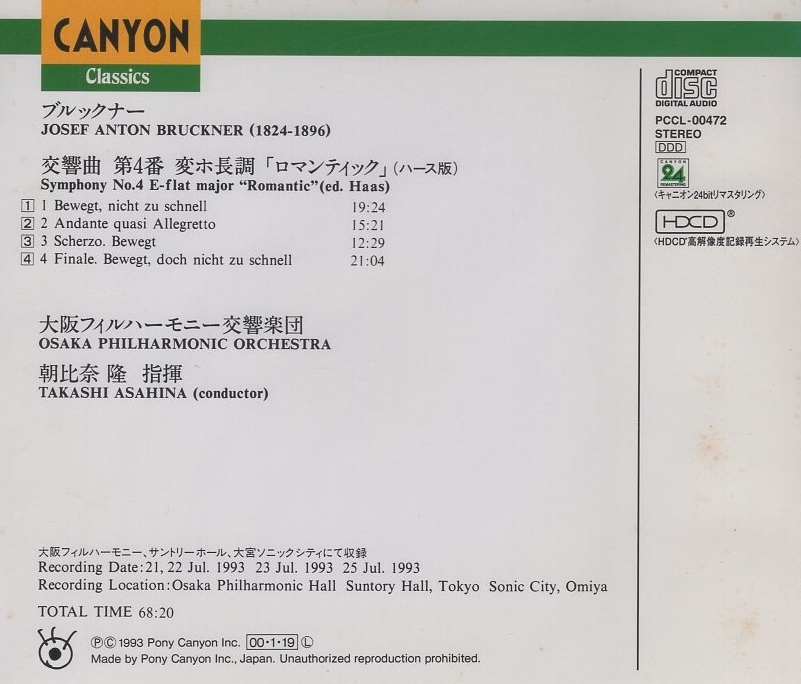 CANYON
Classics
ブルックナー
JOSEF ANTON BRUCKNER (1824-1896)
交響曲 第4番 変ホ長調「ロマンティック」(ハース版)
Symphony No.4 E-flat major “Romantic”(ed. Haas)
1 1 Bewegt, nicht zu schnell 19:24
2 2 Andante quasi Allegretto 15:21
3 3 Scherzo. Bewegt 12:29
4 4 Finale. Bewegt, doch nicht zu schnell 21:04
大阪フィルハーモニー交響楽団
OSAKA PHILHARMONIC ORCHESTRA
朝比奈 隆 指揮
TAKASHI ASAHINA (conductor)
大阪フィルハーモニー、サントリーホール、大宮ソニックシティにて収録
Recording Date:21, 22 Jul. 1993 23 Jul. 1993 25 Jul. 1993
Recording Location:Osaka Philharmonic Hall Suntory Hall, Tokyo Sonic City, Omiya
TOTAL TIME 68:20
Ⓟ©1993 Pony Canyon Inc. 00・1・19 Ⓛ
Made by Pony Canyon Inc., Japan. Unauthorized reproduction prohibited.
COMPACT
disc
DIGITAL AUDIO
PCCL-00472
STEREO
DDD
CANYON
24
REMASTERING
〈キャニオン24bitリマスタリング〉
HDCD®
〈HDCD®高解像度記録再生システム〉